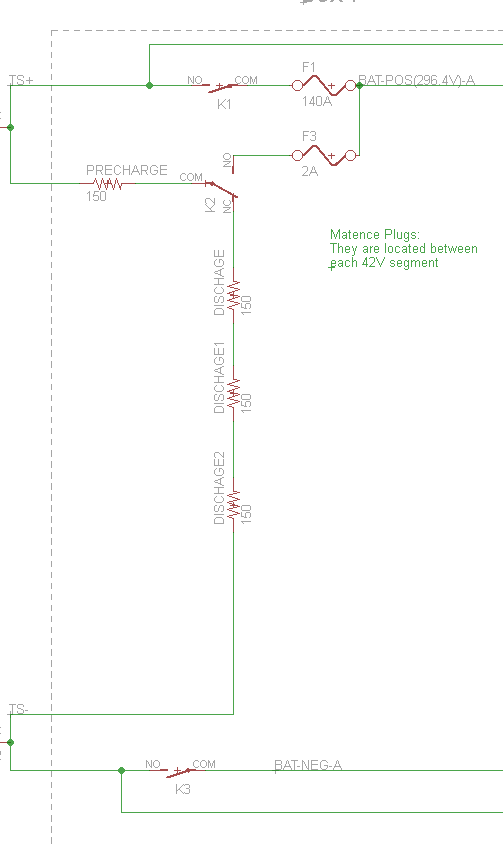 TS+
NO
COM
K1
F1
140A
BAT-POS(296.4V)-A
F3
2A
PRECHARGE
150
COM
NO
K2
NC
Matence Plugs:
They are located between
each 42V segment
DISCHAGE
150
DISCHAGE1
150
DISCHAGE2
150
TS-
NO
COM
K3
BAT-NEG-A